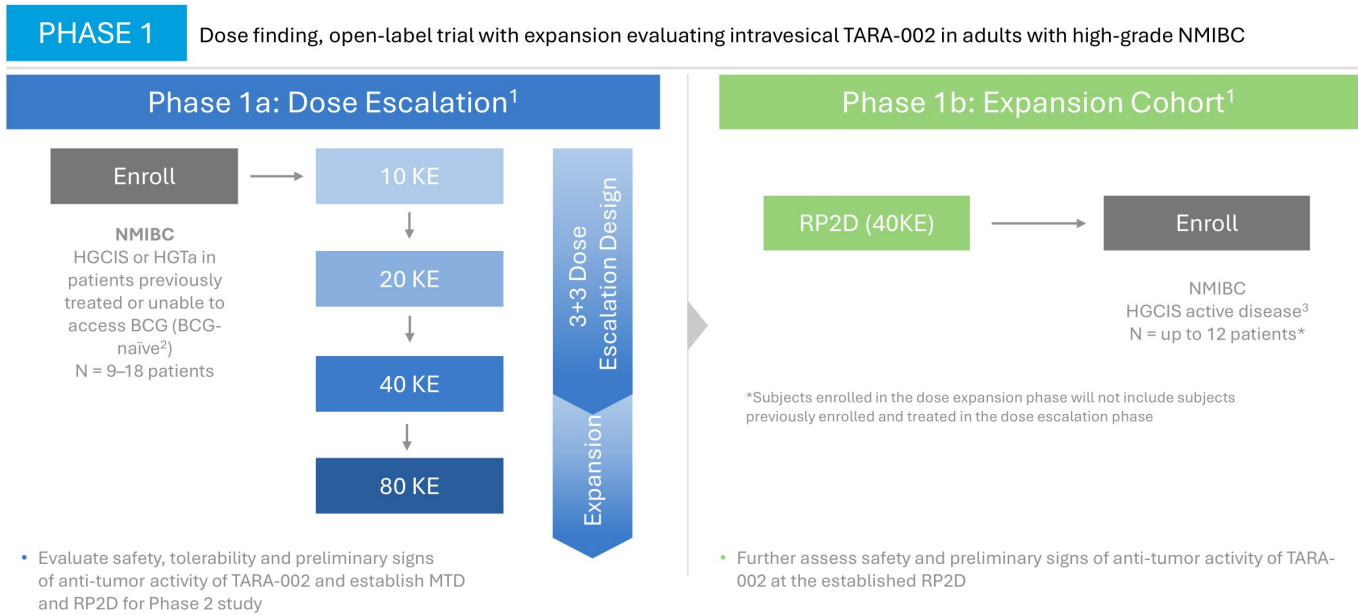 PHASE 1
Dose finding, open-label trial with expansion evaluating intravesical TARA-002 in adults with high-grade NMIBC
Phase 1a: Dose Escalation¹
Enroll
NMIBC
HGCIS or HGTa in
patients previously
treated or unable to
access BCG (BCG-
naïve²)
N = 9–18 patients
10 KE
20 KE
40 KE
80 KE
3+3 Dose
Escalation Design
Expansion
• Evaluate safety, tolerability and preliminary signs
of anti-tumor activity of TARA-002 and establish MTD
and RP2D for Phase 2 study
Phase 1b: Expansion Cohort¹
RP2D (40KE)
Enroll
NMIBC
HGCIS active disease³
N = up to 12 patients*
*Subjects enrolled in the dose expansion phase will not include subjects
previously enrolled and treated in the dose escalation phase
• Further assess safety and preliminary signs of anti-tumor activity of TARA-
002 at the established RP2D